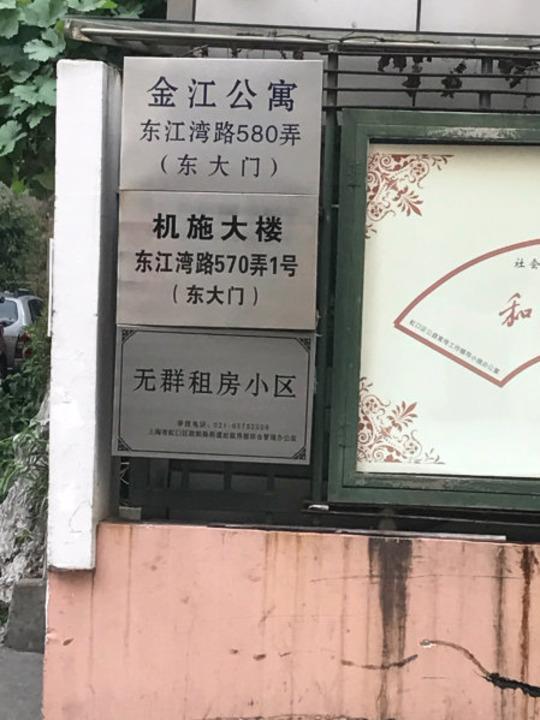 金江公寓
东江湾路580弄
（东大门）
机施大楼
东江湾路570弄1号
（东大门）
无群租房小区
社会
和